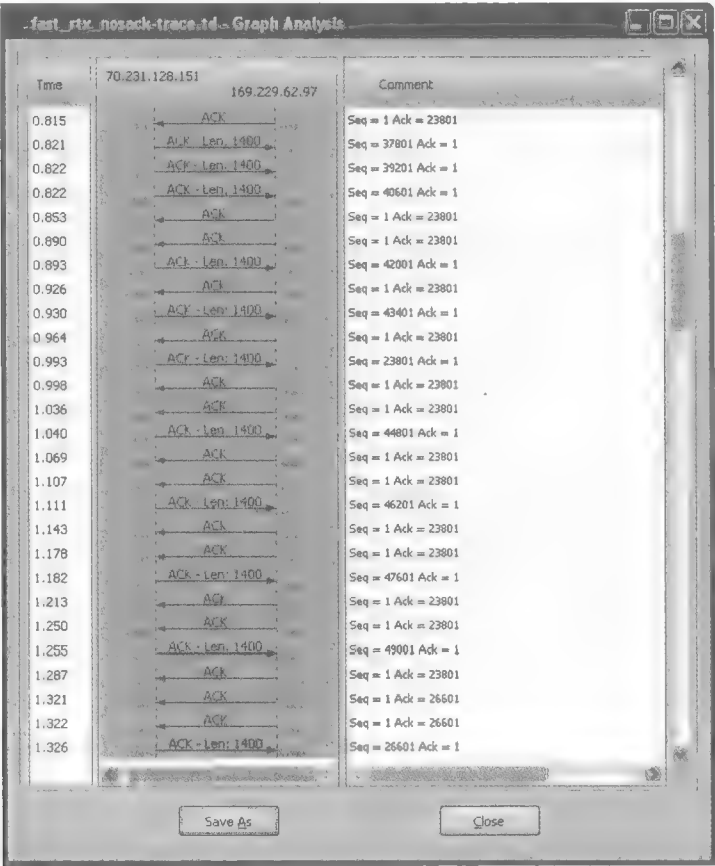 fast_rtx_nosack-trace.td - Graph Analysis
Time 70.231.128.151 169.229.62.97 Comment
0.815 ACK Seq = 1 Ack = 23801
0.821 ACK - Len: 1400 Seq = 37801 Ack = 1
0.822 ACK - Len: 1400 Seq = 39201 Ack = 1
0.822 ACK - Len: 1400 Seq = 40601 Ack = 1
0.853 ACK Seq = 1 Ack = 23801
0.890 ACK Seq = 1 Ack = 23801
0.893 ACK - Len: 1400 Seq = 42001 Ack = 1
0.926 ACK Seq = 1 Ack = 23801
0.930 ACK - Len: 1400 Seq = 43401 Ack = 1
0.964 ACK Seq = 1 Ack = 23801
0.993 ACK - Len: 1400 Seq = 23801 Ack = 1
0.998 ACK Seq = 1 Ack = 23801
1.036 ACK Seq = 1 Ack = 23801
1.040 ACK - Len: 1400 Seq = 44801 Ack = 1
1.069 ACK Seq = 1 Ack = 23801
1.107 ACK Seq = 1 Ack = 23801
1.111 ACK - Len: 1400 Seq = 46201 Ack = 1
1.143 ACK Seq = 1 Ack = 23801
1.178 ACK Seq = 1 Ack = 23801
1.182 ACK - Len: 1400 Seq = 47601 Ack = 1
1.213 ACK Seq = 1 Ack = 23801
1.250 ACK Seq = 1 Ack = 23801
1.255 ACK - Len: 1400 Seq = 49001 Ack = 1
1.287 ACK Seq = 1 Ack = 23801
1.321 ACK Seq = 1 Ack = 26601
1.322 ACK Seq = 1 Ack = 26601
1.326 ACK - Len: 1400 Seq = 26601 Ack = 1
Save As Close